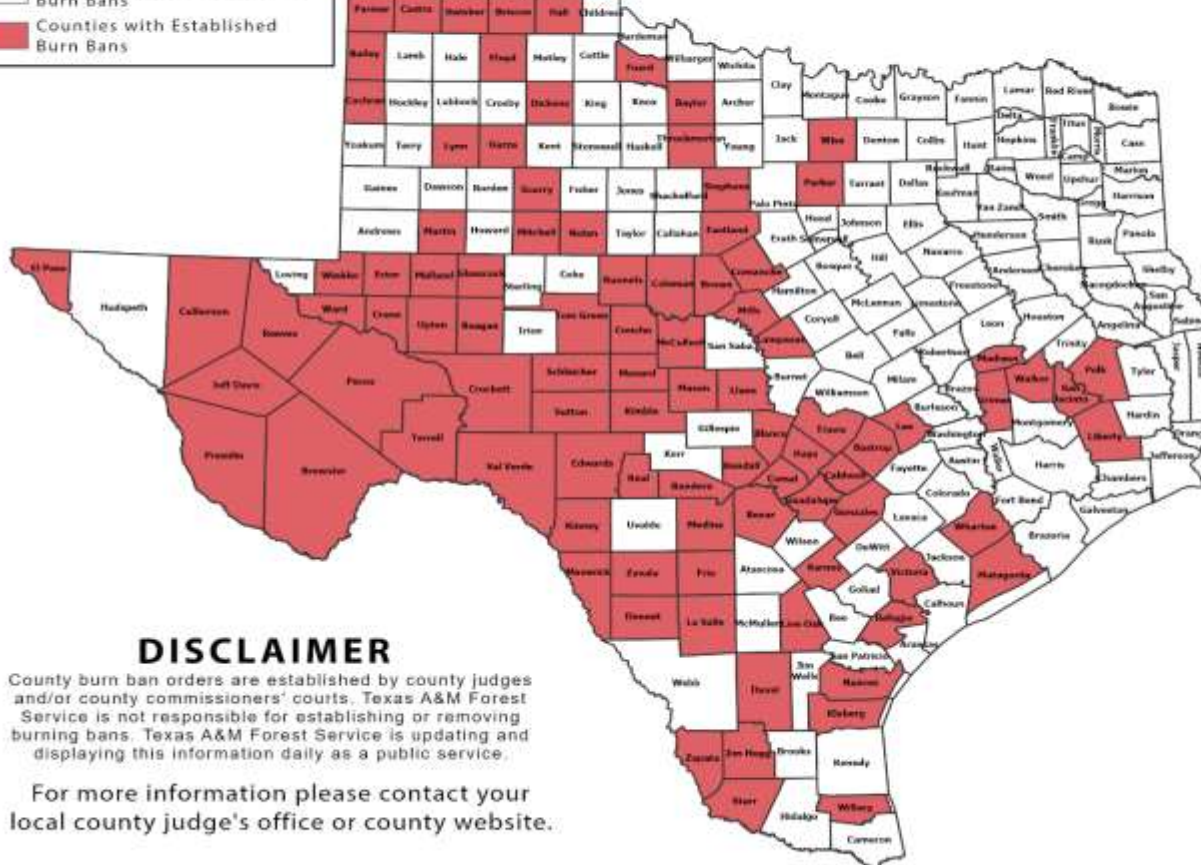 Burn Bans
Counties with Established
Burn Bans
Parmer Castro Swisher Briscoe Hall Childress
Hardeman
Bailey Lamb Hale Floyd Motley Cottle Foard Wilbarger Wichita
Clay Montague Cooke Grayson Fannin Lamar Red River Bowie
Cochran Hockley Lubbock Crosby Dickens King Knox Baylor Archer
Delta Titus Franklin Morris
Yoakum Terry Lynn Garza Kent Stonewall Haskell Throckmorton Young Jack Wise Denton Collin Hunt Hopkins Cass
Camp
Rockwall Rains Wood Upshur Marion
Gaines Dawson Borden Scurry Fisher Jones Shackelford Stephens Palo Pinto Parker Tarrant Dallas Kaufman Van Zandt Gregg Harrison
Smith
Andrews Martin Howard Mitchell Nolan Taylor Callahan Eastland Erath Hood Somervell Johnson Ellis Henderson Rusk Panola
El Paso Hudspeth Culberson Loving Winkler Ector Midland Glasscock Sterling Coke Runnels Coleman Brown Comanche Bosque Hill Navarro Anderson Cherokee Shelby
Nacogdoches San Augustine
Hamilton Freestone
Reeves Ward Crane Upton Reagan Irion Tom Green Concho McCulloch San Saba Mills Coryell McLennan Limestone Leon Houston Angelina
Lampasas Falls Trinity
Jeff Davis Pecos Crockett Schleicher Menard Mason Llano Burnet Bell Robertson Madison Walker San Jacinto Polk Tyler Jasper
Williamson Milam Brazos Grimes
Presidio Brewster Terrell Sutton Kimble Gillespie Blanco Travis Lee Burleson Washington Montgomery Liberty Hardin
Val Verde Edwards Kerr Kendall Hays Bastrop Fayette Austin Waller Harris Jefferson
Real Bandera Comal Caldwell Chambers
Guadalupe Colorado Fort Bend Galveston
Kinney Uvalde Medina Bexar Gonzales Lavaca Wharton Brazoria
Wilson DeWitt Jackson
Maverick Zavala Frio Atascosa Karnes Victoria Matagorda
Goliad Calhoun
Dimmit La Salle McMullen Live Oak Bee Refugio
Aransas
San Patricio
Webb Duval Jim Wells Nueces
Kleberg
Zapata Jim Hogg Brooks Kenedy
Starr Hidalgo Willacy
Cameron
DISCLAIMER
County burn ban orders are established by county judges
and/or county commissioners' courts. Texas A&M Forest
Service is not responsible for establishing or removing
burning bans. Texas A&M Forest Service is updating and
displaying this information daily as a public service.
For more information please contact your
local county judge's office or county website.